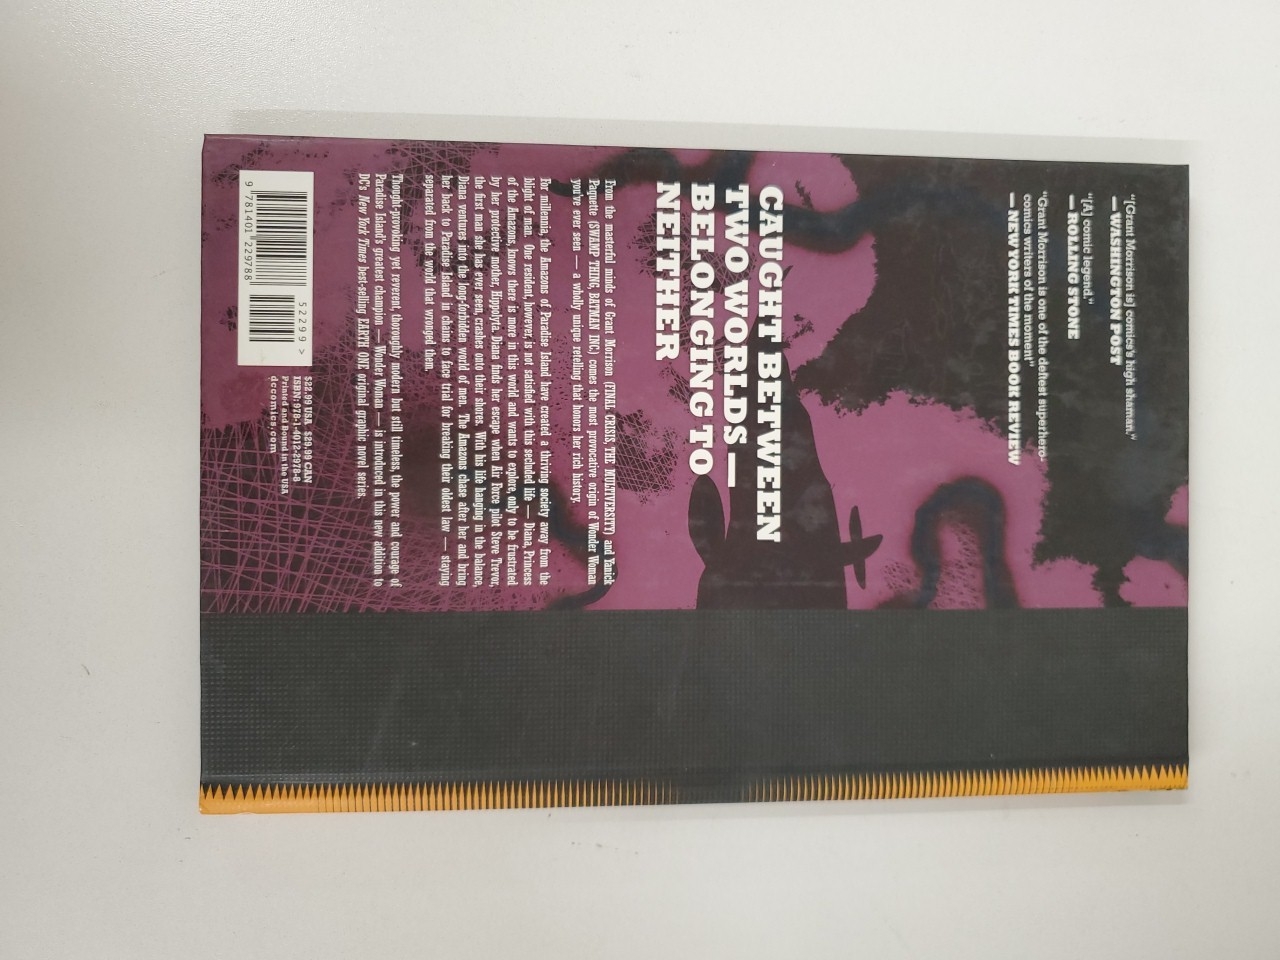 "[Grant Morrison is] comics's high shaman."
— WASHINGTON POST
"[A] comic legend."
— ROLLING STONE
"Grant Morrison is one of the deftest superhero-
comics writers of the moment"
— NEW YORK TIMES BOOK REVIEW
CAUGHT BETWEEN
TWO WORLDS —
BELONGING TO
NEITHER
From the masterful minds of Grant Morrison (FINAL CRISIS, THE MULTIVERSITY) and Yanick
Paquette (SWAMP THING, BATMAN INC.) comes the most provocative origin of Wonder Woman
you've ever seen — a wholly unique retelling that honors her rich history.
For millennia, the Amazons of Paradise Island have created a thriving society away from the
blight of man. One resident, however, is not satisfied with this secluded life — Diana, Princess
of the Amazons, knows there is more in this world and wants to explore, only to be frustrated
by her protective mother, Hippolyta. Diana finds her escape when Air Force pilot Steve Trevor,
the first man she has ever seen, crashes onto their shores. With his life hanging in the balance,
Diana ventures into the long-forbidden world of men. The Amazons chase after her and bring
her back to Paradise Island in chains to face trial for breaking their oldest law — staying
separated from the world that wronged them.
Thought-provoking yet reverent, thoroughly modern but still timeless, the power and courage of
Paradise Island's greatest champion — Wonder Woman — is introduced in this new addition to
DC's New York Times best-selling EARTH ONE original graphic novel series.
52299 >
9 781401 229788
$22.99 USA $26.99 CAN
ISBN: 978-1-4012-2978-8
Printed and Bound in the USA
dccomics.com